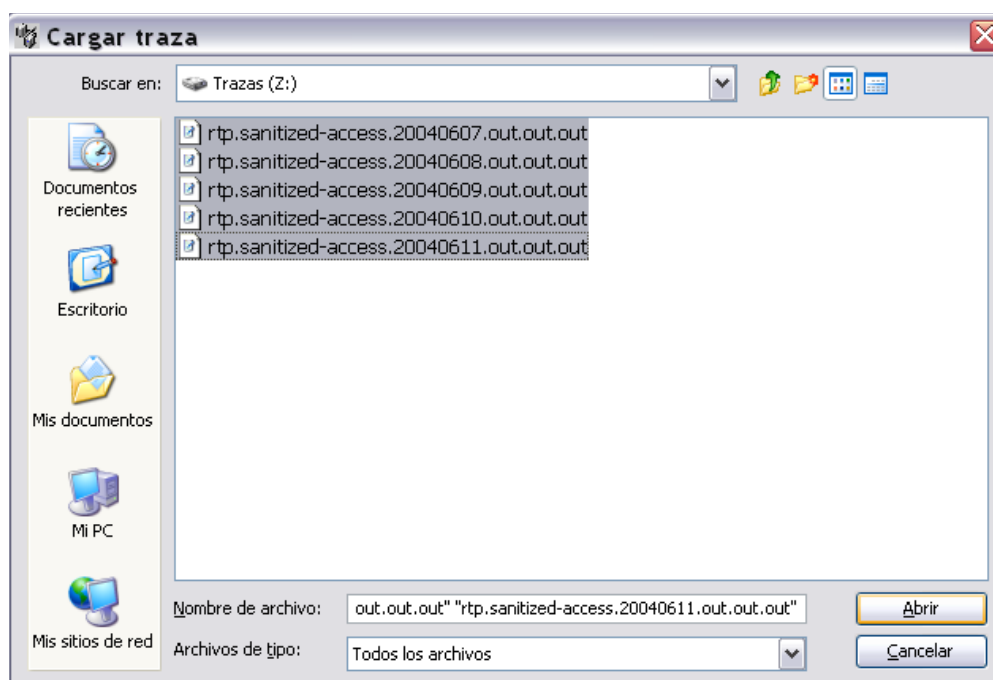 Cargar traza
Buscar en:
Trazas (Z:)
rtp.sanitized-access.20040607.out.out.out
rtp.sanitized-access.20040608.out.out.out
rtp.sanitized-access.20040609.out.out.out
rtp.sanitized-access.20040610.out.out.out
rtp.sanitized-access.20040611.out.out.out
Documentos
recientes
Escritorio
Mis documentos
Mi PC
Mis sitios de red
Nombre de archivo:
out.out.out" "rtp.sanitized-access.20040611.out.out.out"
Abrir
Archivos de tipo:
Todos los archivos
Cancelar